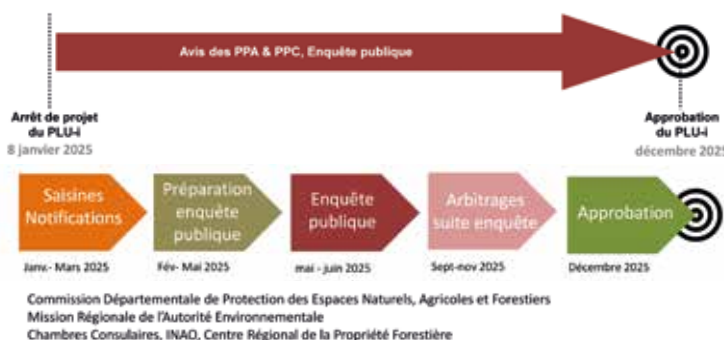 Avis des PPA & PPC, Enquête publique
Arrêt de projet
du PLU-i
8 janvier 2025
Approbation
du PLU-i
décembre 2025
Saisines
Notifications
Préparation
enquête
publique
Enquête
publique
Arbitrages
suite enquête
Approbation
Janv.- Mars 2025
Fév- Mai 2025
mai - juin 2025
Sept-nov 2025
Décembre 2025
Commission Départementale de Protection des Espaces Naturels, Agricoles et Forestiers
Mission Régionale de l'Autorité Environnementale
Chambres Consulaires, INAO, Centre Régional de la Propriété Forestière